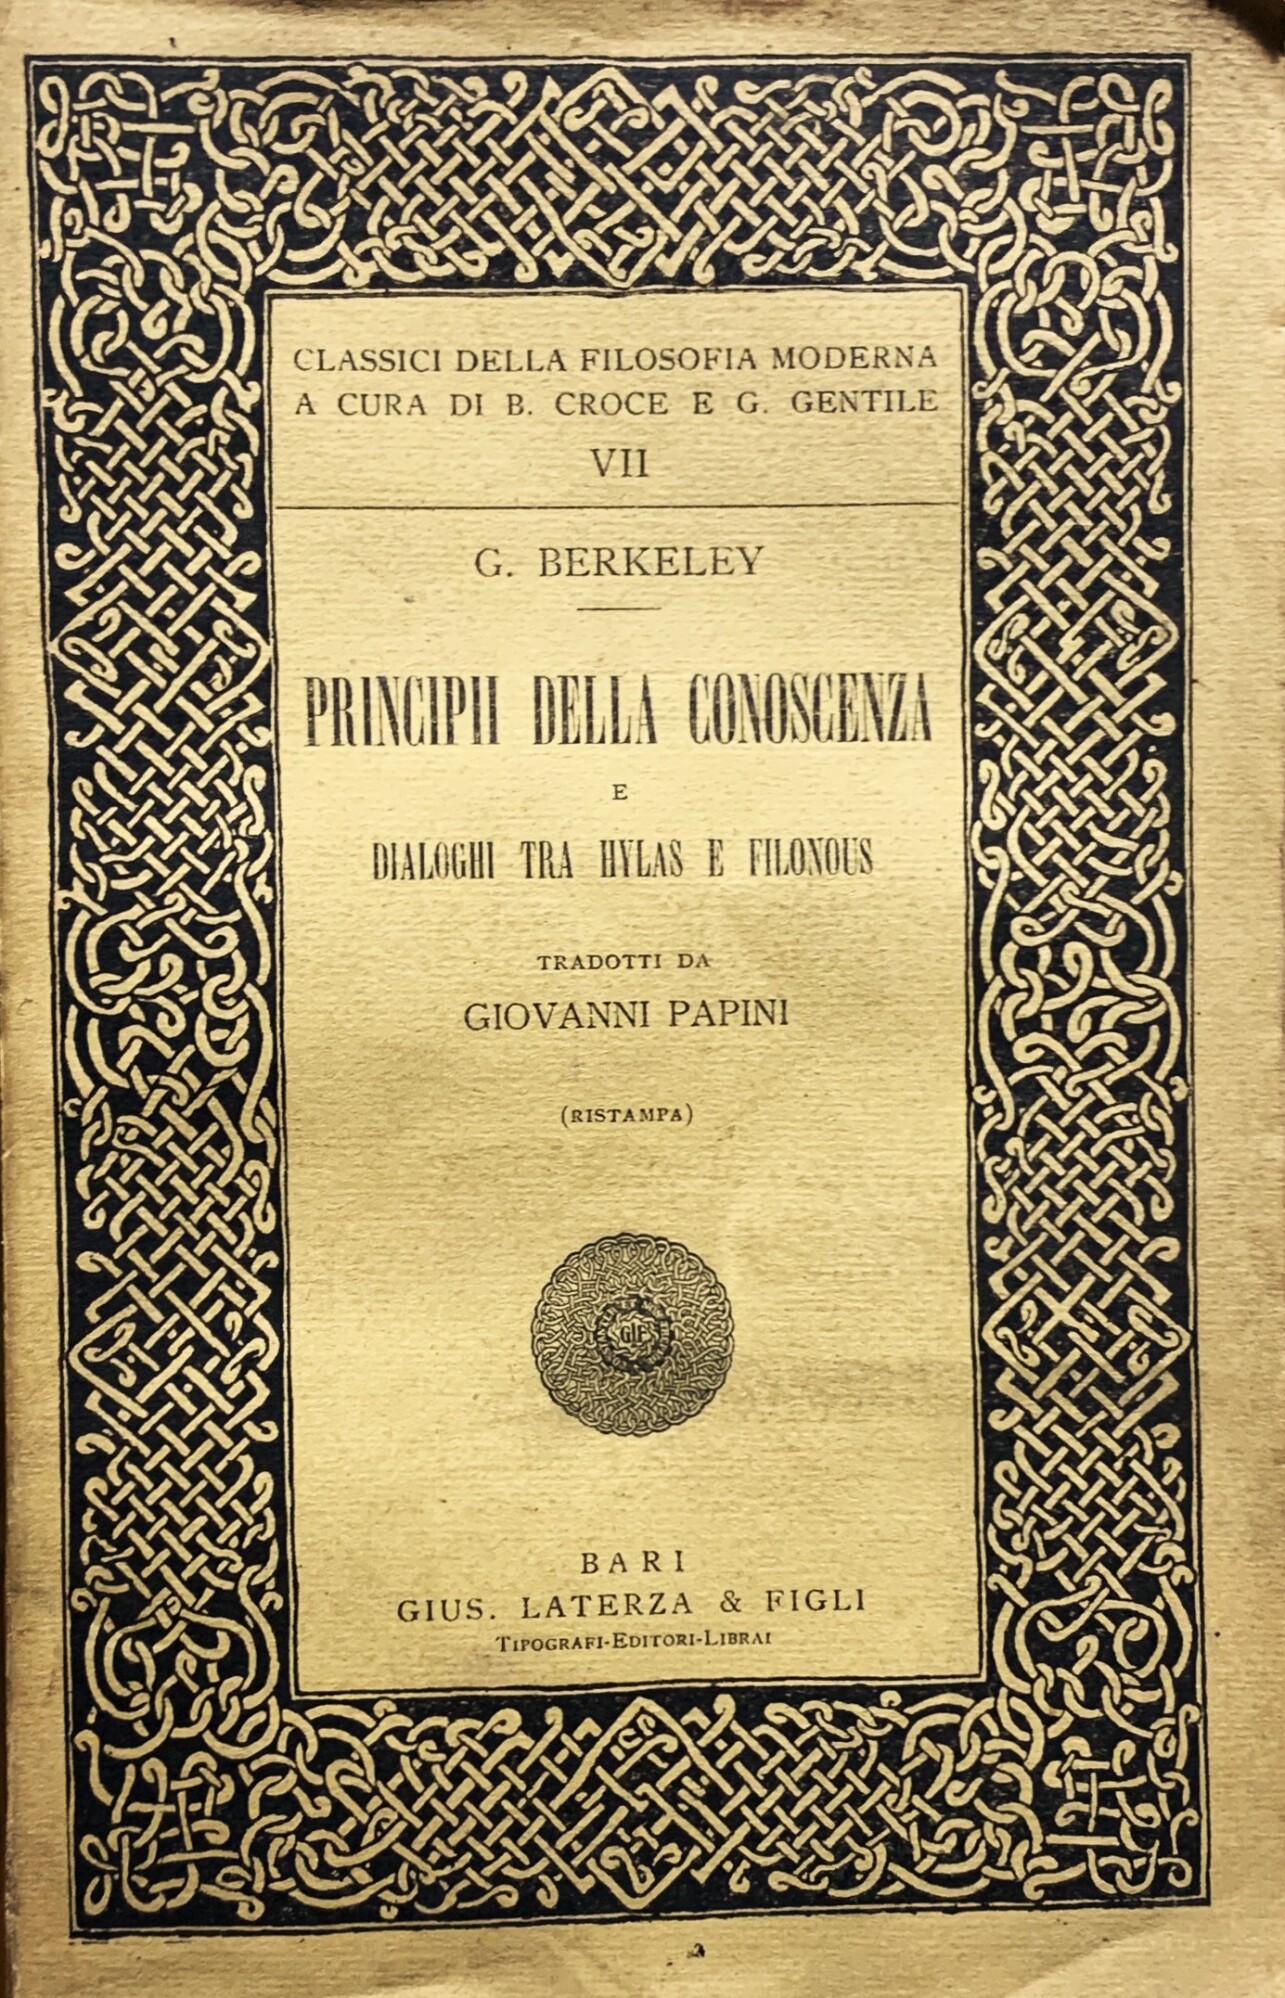 CLASSICI DELLA FILOSOFIA MODERNA
A CURA DI B. CROCE E G. GENTILE
VII
G. BERKELEY
PRINCIPII DELLA CONOSCENZA
E
DIALOGHI TRA HYLAS E FILONOUS
TRADOTTI DA
GIOVANNI PAPINI
(RISTAMPA)
BARI
GIUS. LATERZA & FIGLI
TIPOGRAFI-EDITORI-LIBRAI